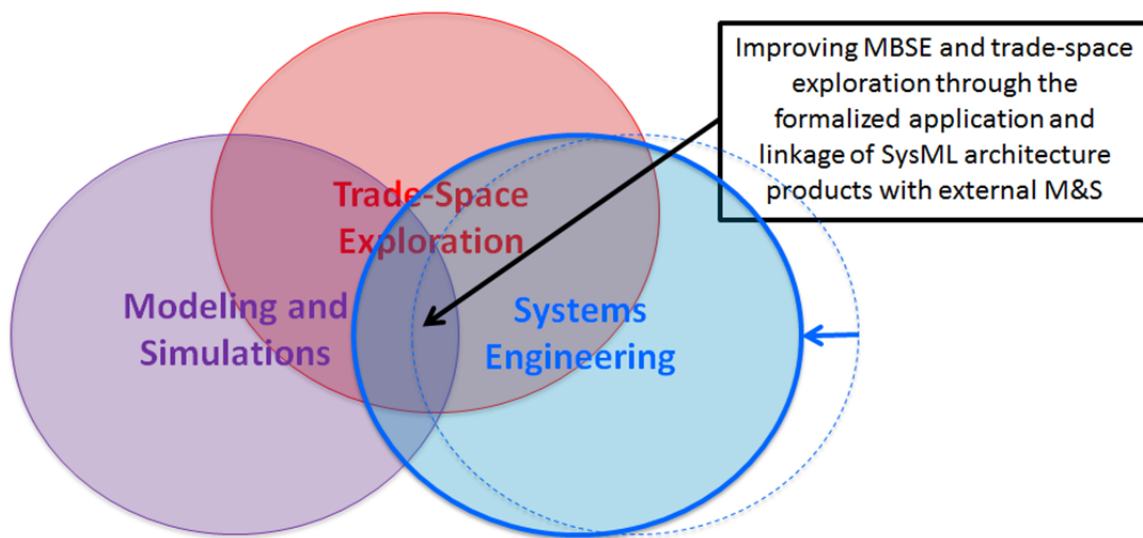 Improving MBSE and trade-space
exploration through the
formalized application and
linkage of SysML architecture
products with external M&S
Trade-Space
Exploration
Modeling and
Simulations
Systems
Engineering